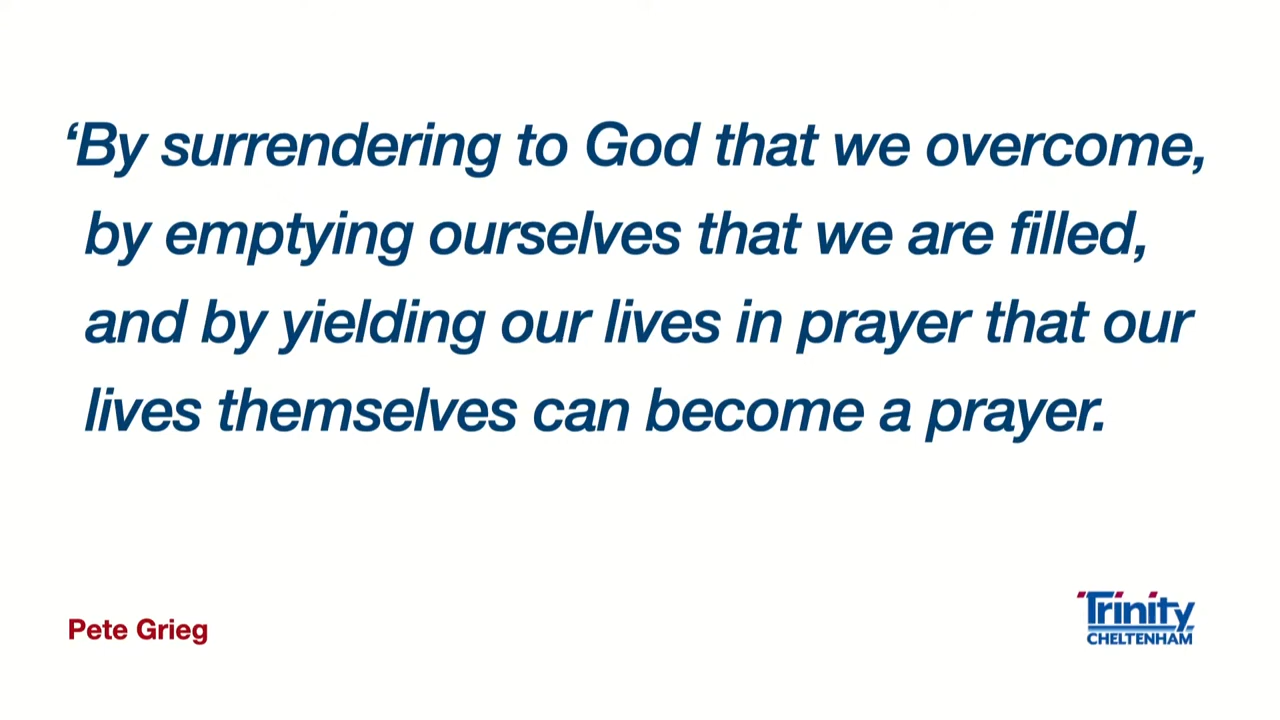 ‘By surrendering to God that we overcome,
by emptying ourselves that we are filled,
and by yielding our lives in prayer that our
lives themselves can become a prayer.
Pete Grieg
Trinity
CHELTENHAM